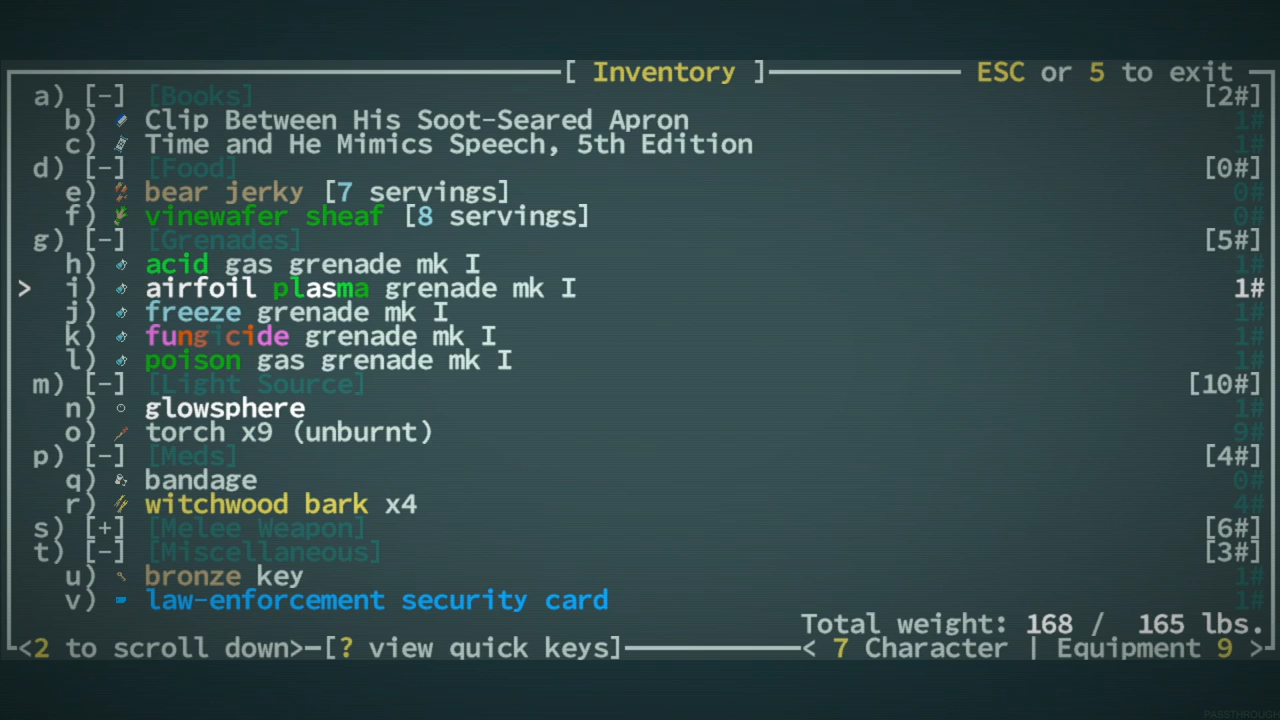 [ Inventory ] ESC or 5 to exit
a) [-] [Books] [2#]
b) Clip Between His Soot-Seared Apron 1#
c) Time and He Mimics Speech, 5th Edition 1#
d) [-] [Food] [0#]
e) bear jerky [7 servings] 0#
f) vinewafer sheaf [8 servings] 0#
g) [-] [Grenades] [5#]
h) acid gas grenade mk I 1#
> i) airfoil plasma grenade mk I 1#
j) freeze grenade mk I 1#
k) fungicide grenade mk I 1#
l) poison gas grenade mk I 1#
m) [-] [Light Source] [10#]
n) glowsphere 1#
o) torch x9 (unburnt) 9#
p) [-] [Meds] [4#]
q) bandage 0#
r) witchwood bark x4 4#
s) [+] [Melee Weapon] [6#]
t) [-] [Miscellaneous] [3#]
u) bronze key 1#
v) law-enforcement security card 1#
Total weight: 168 / 165 lbs.
<2 to scroll down> [? view quick keys] < 7 Character | Equipment 9 >
PASSTHROUGH